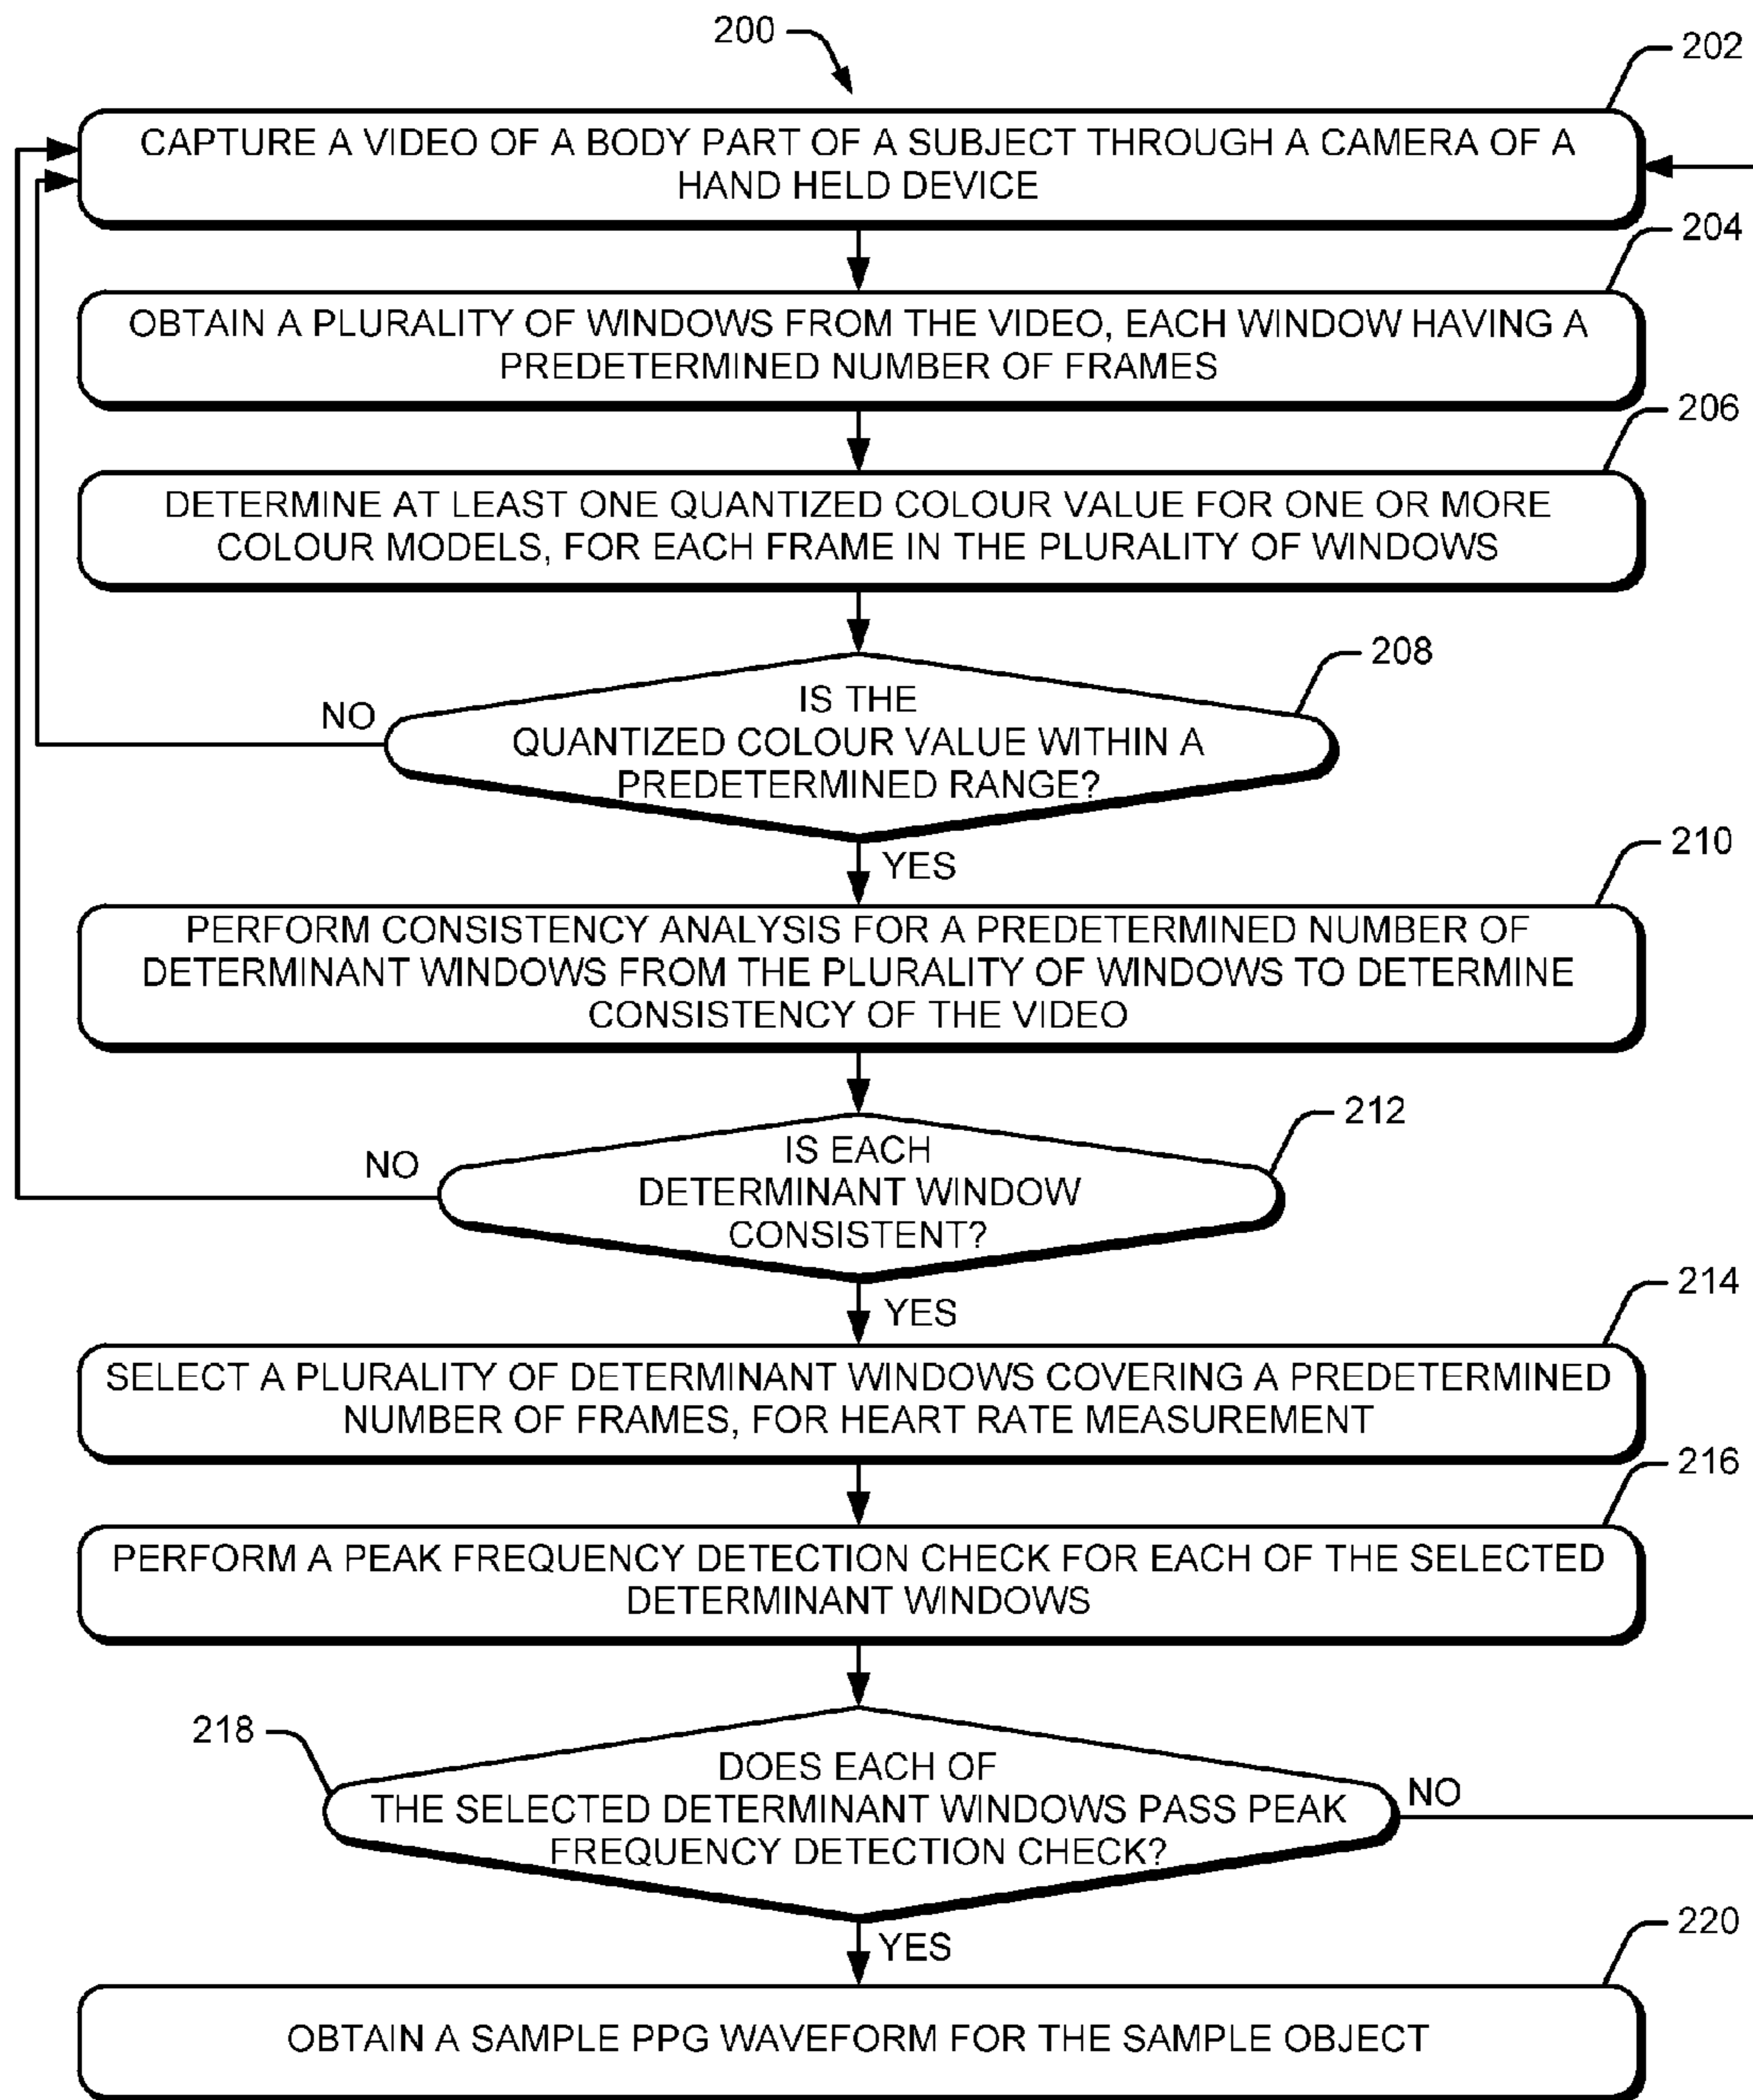 200
202
CAPTURE A VIDEO OF A BODY PART OF A SUBJECT THROUGH A CAMERA OF A
HAND HELD DEVICE
204
OBTAIN A PLURALITY OF WINDOWS FROM THE VIDEO, EACH WINDOW HAVING A
PREDETERMINED NUMBER OF FRAMES
206
DETERMINE AT LEAST ONE QUANTIZED COLOUR VALUE FOR ONE OR MORE
COLOUR MODELS, FOR EACH FRAME IN THE PLURALITY OF WINDOWS
208
NO
IS THE
QUANTIZED COLOUR VALUE WITHIN A
PREDETERMINED RANGE?
YES
210
PERFORM CONSISTENCY ANALYSIS FOR A PREDETERMINED NUMBER OF
DETERMINANT WINDOWS FROM THE PLURALITY OF WINDOWS TO DETERMINE
CONSISTENCY OF THE VIDEO
212
NO
IS EACH
DETERMINANT WINDOW
CONSISTENT?
YES
214
SELECT A PLURALITY OF DETERMINANT WINDOWS COVERING A PREDETERMINED
NUMBER OF FRAMES, FOR HEART RATE MEASUREMENT
216
PERFORM A PEAK FREQUENCY DETECTION CHECK FOR EACH OF THE SELECTED
DETERMINANT WINDOWS
218
DOES EACH OF
THE SELECTED DETERMINANT WINDOWS PASS PEAK
FREQUENCY DETECTION CHECK?
NO
YES
220
OBTAIN A SAMPLE PPG WAVEFORM FOR THE SAMPLE OBJECT